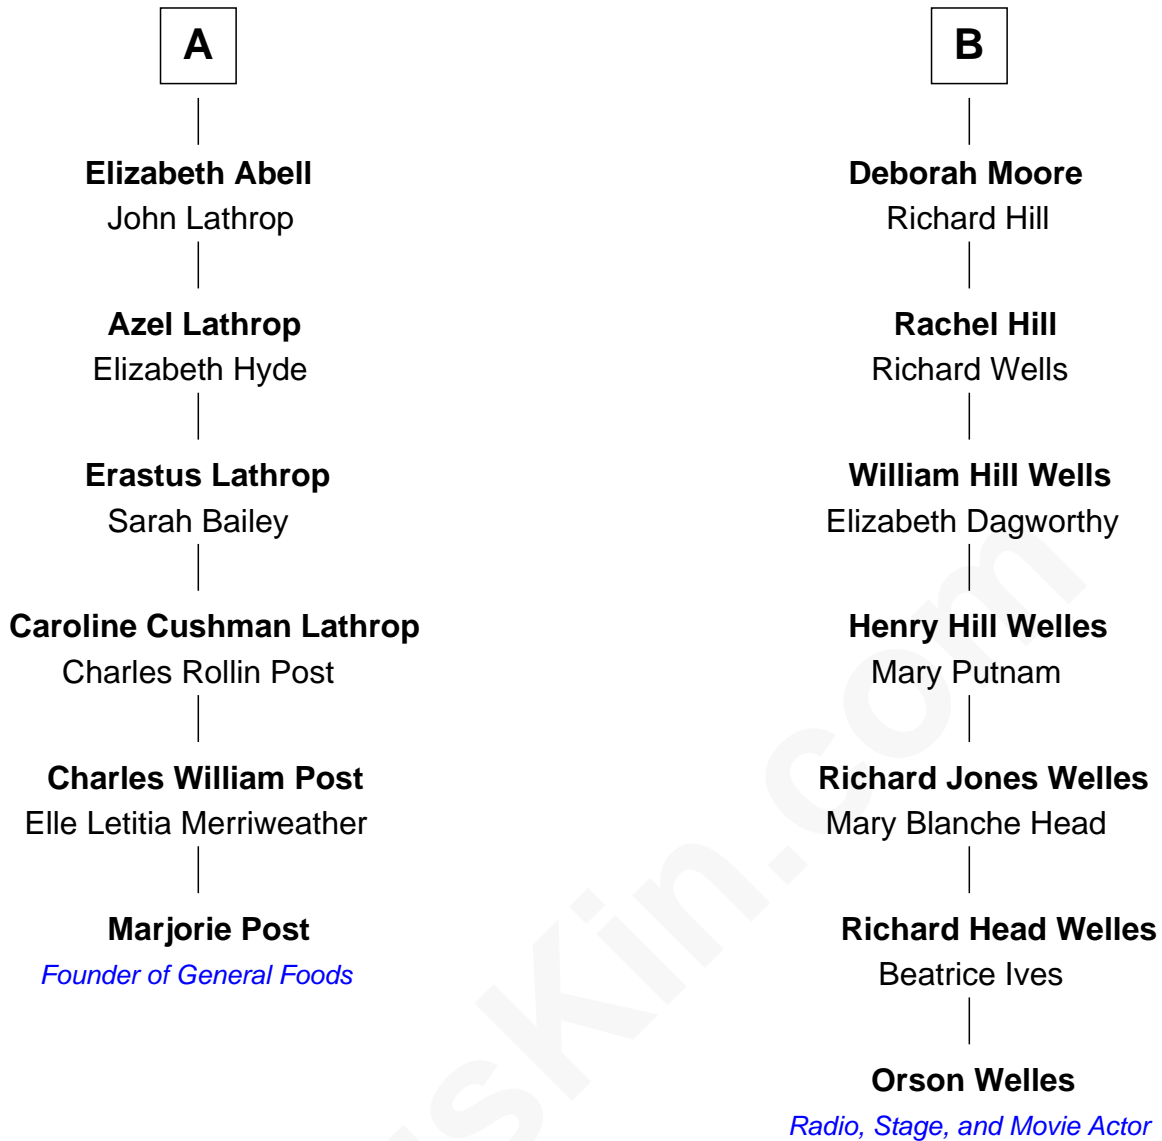 A
Elizabeth Abell
John Lathrop
Azel Lathrop
Elizabeth Hyde
Erastus Lathrop
Sarah Bailey
Caroline Cushman Lathrop
Charles Rollin Post
Charles William Post
Elle Letitia Merriweather
Marjorie Post
Founder of General Foods
B
Deborah Moore
Richard Hill
Rachel Hill
Richard Wells
William Hill Wells
Elizabeth Dagworthy
Henry Hill Welles
Mary Putnam
Richard Jones Welles
Mary Blanche Head
Richard Head Welles
Beatrice Ives
Orson Welles
Radio, Stage, and Movie Actor